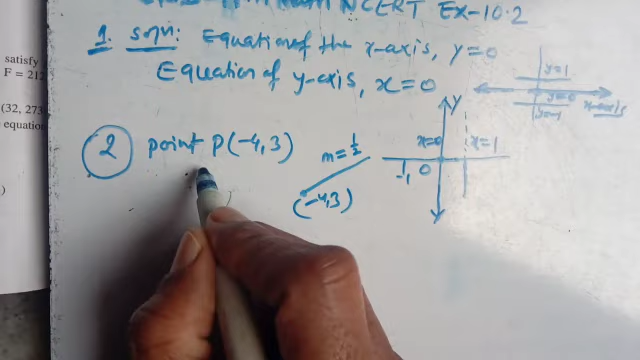 NCERT EX-10.2
1. Soln: Equation of the x-axis, y=0
Equation of y-axis, x=0
y=1
y=0
x-axis
y=-1
satisfy
F = 212
(32, 273
equation
)
2 point P(-4,3)
m=1/2
(-4,3)
Y
x=0
x=1
-1, 0